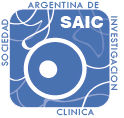 SOCIEDAD
ARGENTINA DE
INVESTIGACION
CLINICA
SAIC